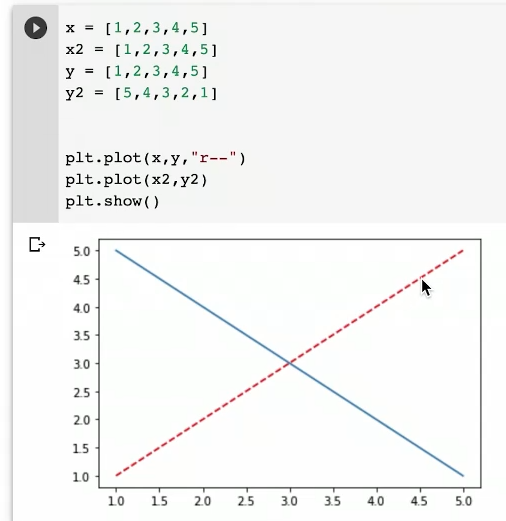 x = [1,2,3,4,5]
x2 = [1,2,3,4,5]
y = [1,2,3,4,5]
y2 = [5,4,3,2,1]
plt.plot(x,y,"r--")
plt.plot(x2,y2)
plt.show()
5.0
4.5
4.0
3.5
3.0
2.5
2.0
1.5
1.0
1.0 1.5 2.0 2.5 3.0 3.5 4.0 4.5 5.0